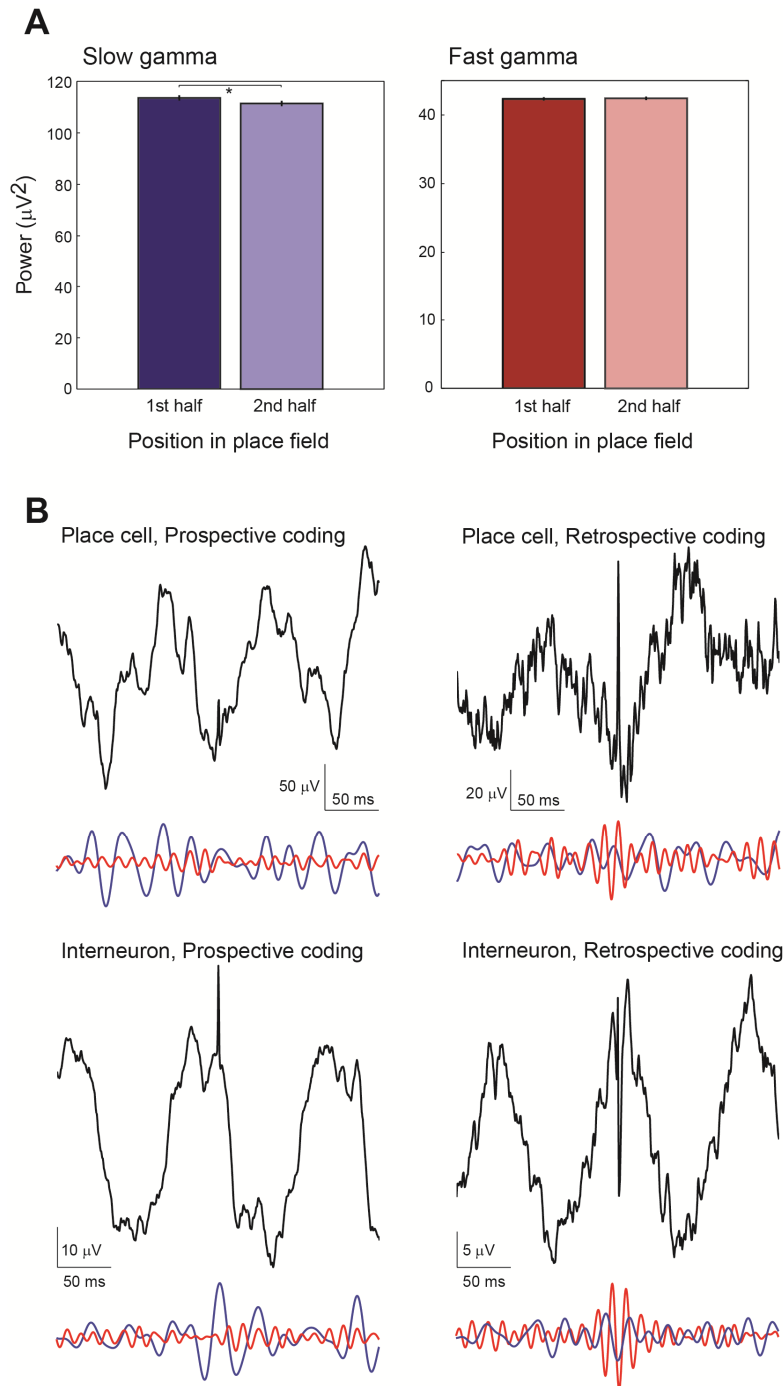 A
Slow gamma
Fast gamma
Power (μV²)
120
100
80
60
40
20
0
*
1st half
2nd half
Position in place field
40
30
20
10
0
1st half
2nd half
Position in place field
B
Place cell, Prospective coding
50 μV
50 ms
Place cell, Retrospective coding
20 μV
50 ms
Interneuron, Prospective coding
10 μV
50 ms
Interneuron, Retrospective coding
5 μV
50 ms